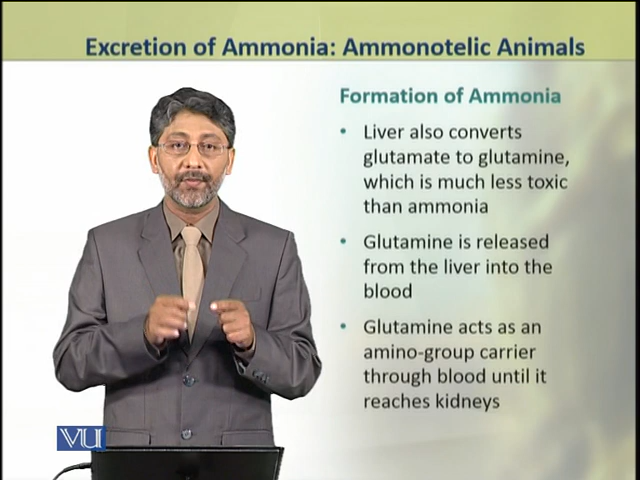 Excretion of Ammonia: Ammonotelic Animals
Formation of Ammonia
• Liver also converts
glutamate to glutamine,
which is much less toxic
than ammonia
• Glutamine is released
from the liver into the
blood
• Glutamine acts as an
amino-group carrier
through blood until it
reaches kidneys
VU